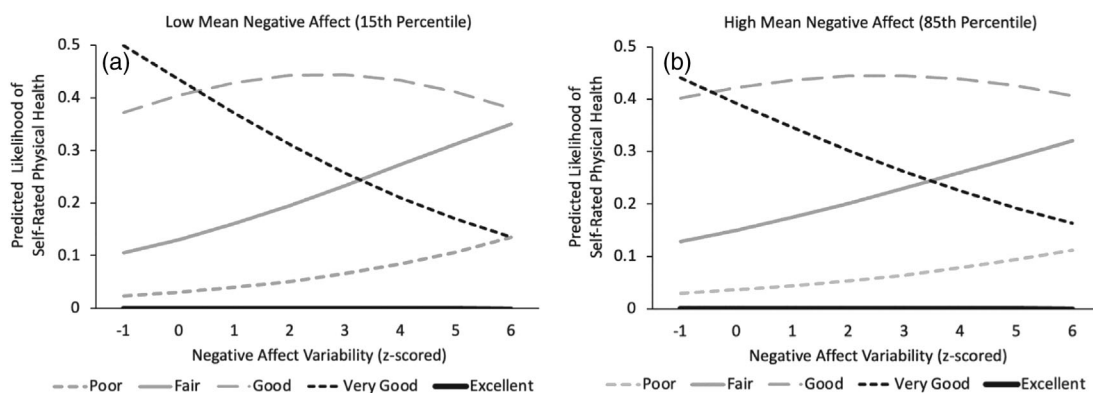 Low Mean Negative Affect (15th Percentile)
(a)
Predicted Likelihood of
Self-Rated Physical Health
0.5
0.4
0.3
0.2
0.1
0
-1 0 1 2 3 4 5 6
Negative Affect Variability (z-scored)
Poor Fair Good Very Good Excellent
High Mean Negative Affect (85th Percentile)
(b)
Predicted Likelihood of
Self-Rated Physical Health
0.5
0.4
0.3
0.2
0.1
0
-1 0 1 2 3 4 5 6
Negative Affect Variability (z-scored)
Poor Fair Good Very Good Excellent